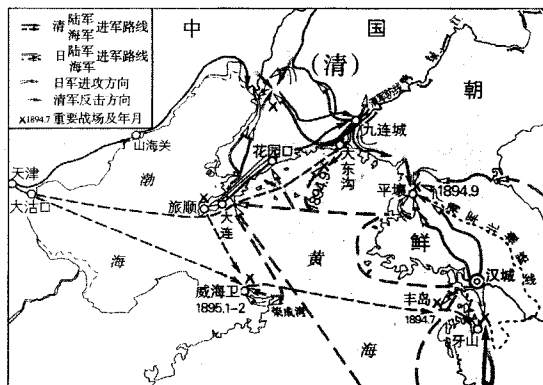 清 陆军 海军 进军路线
日 陆军 海军 进军路线
日军进攻方向
清军反击方向
×1894.7 重要战场及年月
中 国
(清)
朝
鲜
九连城
花园口
大东沟
1894.9
山海关
天津
大沽口
渤
海
旅顺
大连
平壤
1894.9
黄
海
汉城
威海卫
1895.1-2
荣成湾
丰岛
1894.7
牙山